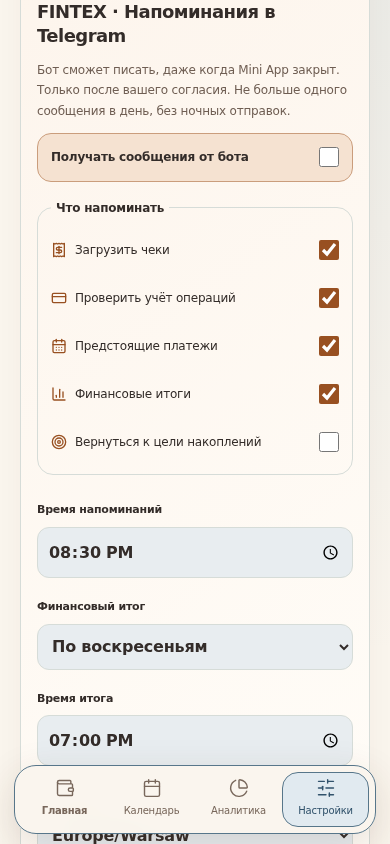 FINTEX · Напоминания в
Telegram
Бот сможет писать, даже когда Mini App закрыт.
Только после вашего согласия. Не больше одного
сообщения в день, без ночных отправок.
Получать сообщения от бота
Что напоминать
Загрузить чеки
Проверить учёт операций
Предстоящие платежи
Финансовые итоги
Вернуться к цели накоплений
Время напоминаний
08:30 PM
Финансовый итог
По воскресеньям
Время итога
07:00 PM
Главная
Календарь
Аналитика
Настройки
Europe/Warsaw